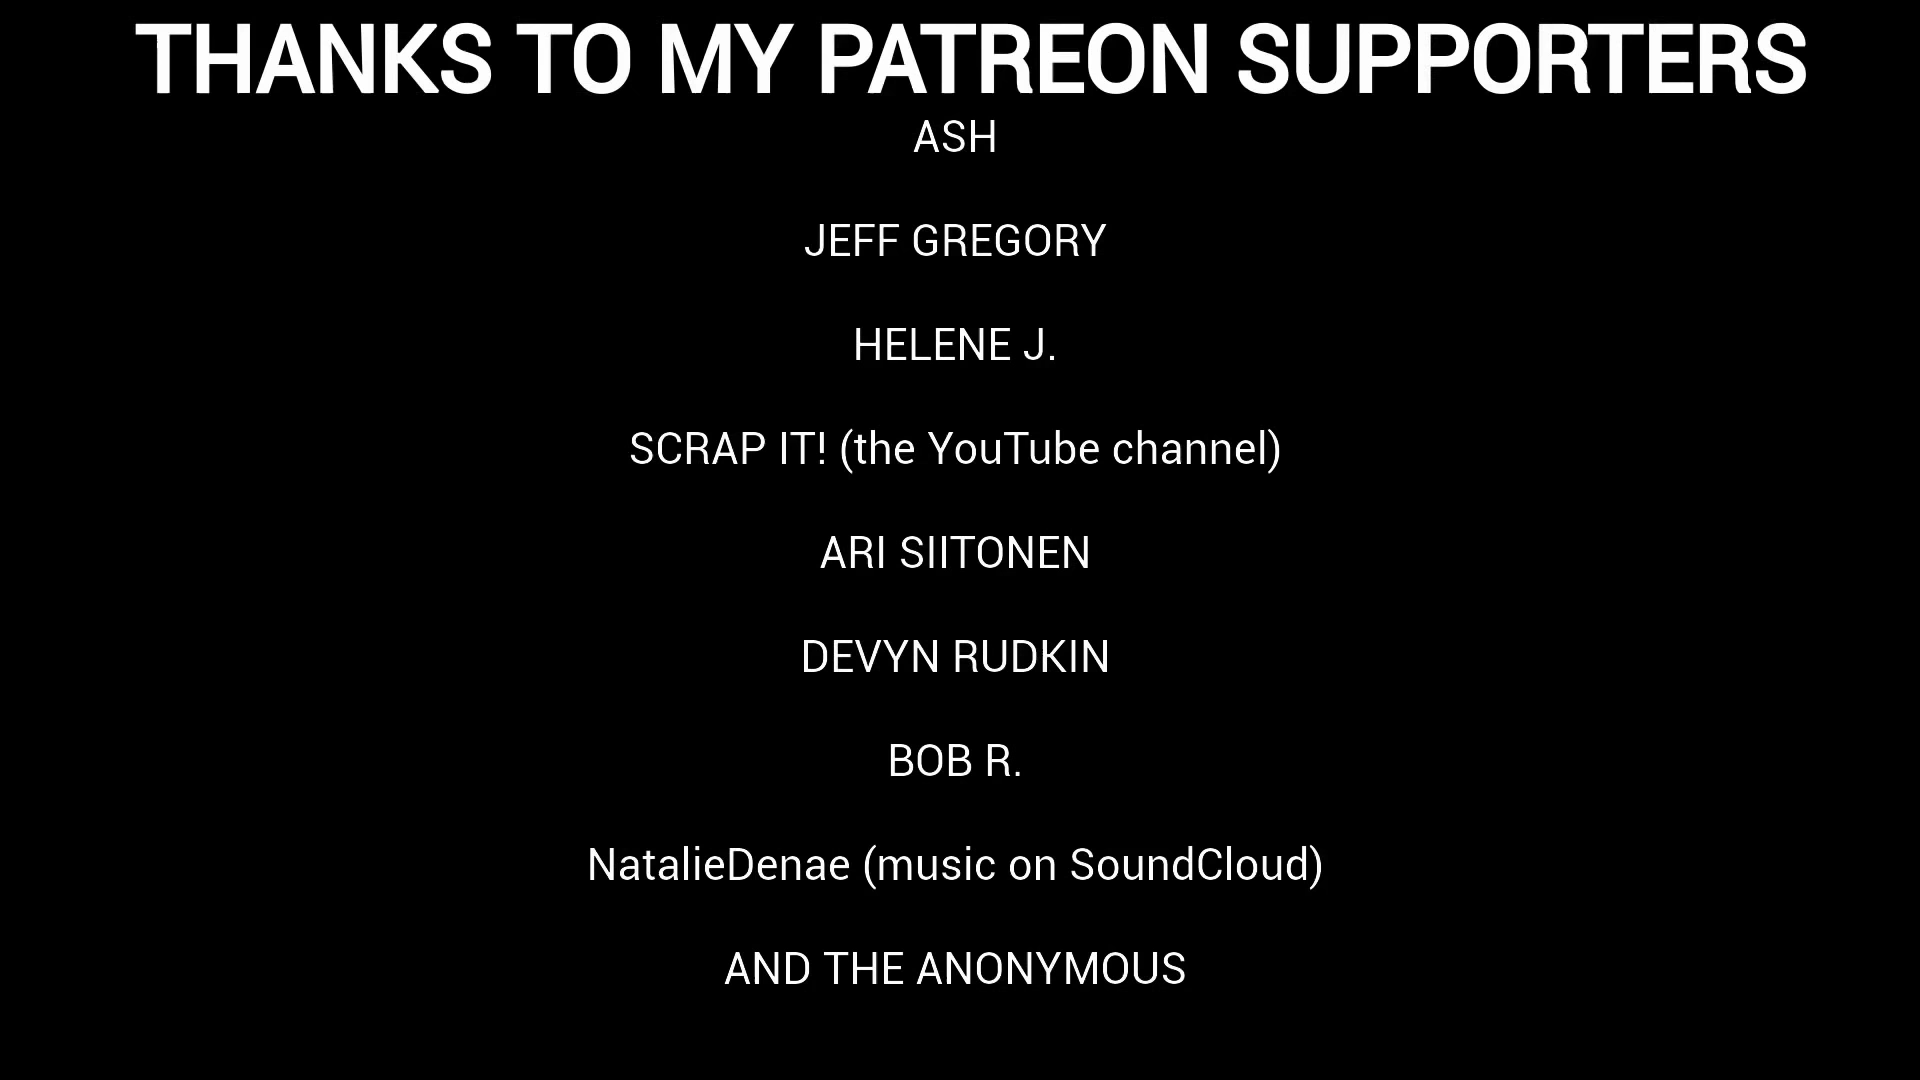 THANKS TO MY PATREON SUPPORTERS
ASH
JEFF GREGORY
HELENE J.
SCRAP IT! (the YouTube channel)
ARI SIITONEN
DEVYN RUDKIN
BOB R.
NatalieDenae (music on SoundCloud)
AND THE ANONYMOUS